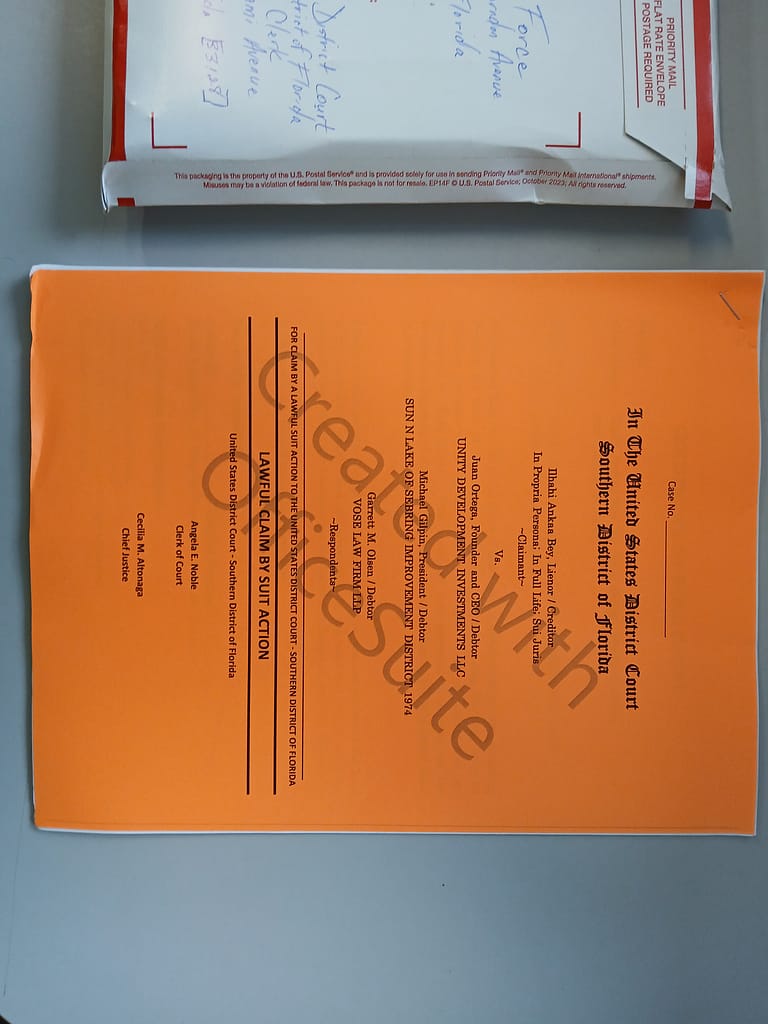 Force
Avenue
Florida
District Court
of Florida
Clerk
Avenue
PRIORITY MAIL
FLAT RATE ENVELOPE
POSTAGE REQUIRED
This packaging is the property of the U.S. Postal Service® and is provided solely for use in sending Priority Mail® and Priority Mail International® shipments.
Misuses may be a violation of federal law. This package is not for resale. EP14F © U.S. Postal Service; October 2023; All rights reserved.
Case No.
In The United States District Court
Southern District of Florida
Ilhahi Ankaa Bey, Lienor / Creditor
In Propria Persona; In Full Life; Sui Juris
~Claimant~
Vs.
Juan Ortega, Founder and CEO / Debtor
UNITY DEVELOPMENT INVESTMENTS LLC
Michael Gilpin, President / Debtor
SUN N LAKE OF SEBRING IMPROVEMENT DISTRICT 1974
Garrett M. Olsen / Debtor
VOSE LAW FIRM LLP
~Respondents~
FOR CLAIM BY A LAWFUL SUIT ACTION TO THE UNITED STATES DISTRICT COURT - SOUTHERN DISTRICT OF FLORIDA
LAWFUL CLAIM BY SUIT ACTION
United States District Court - Southern District of Florida
Angela E. Noble
Clerk of Court
Cecilia M. Altonaga
Chief Justice
Created with
OfficeSuite